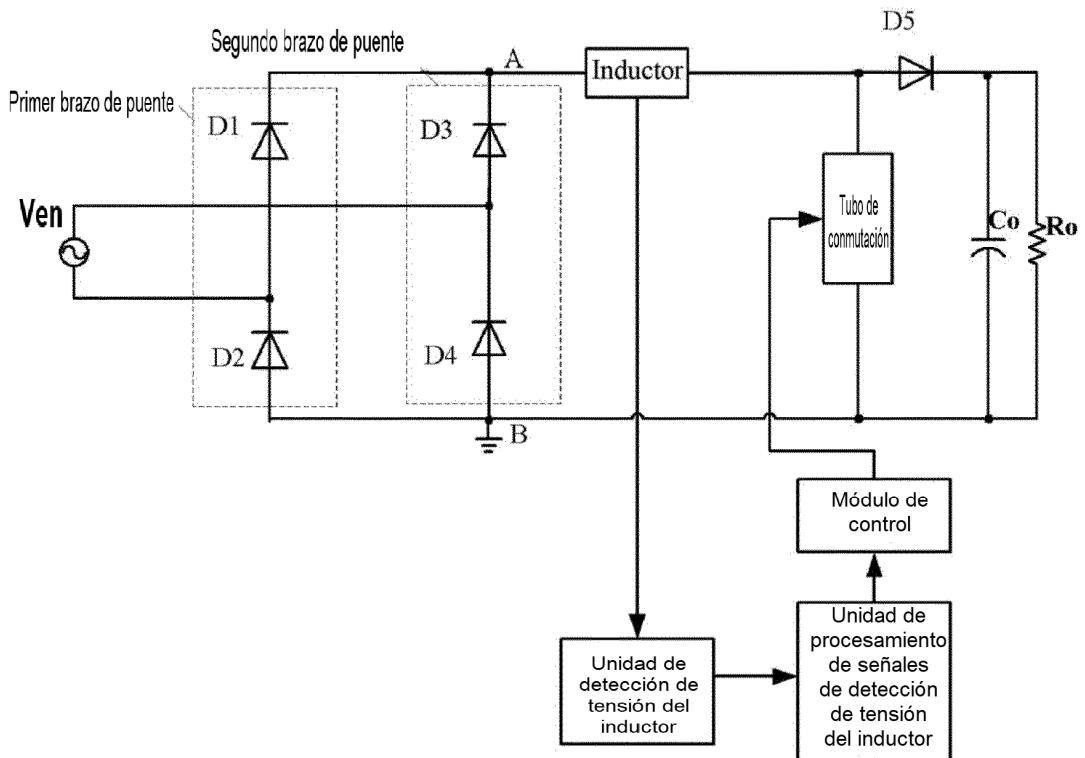 Segundo brazo de puente
A
D5
Inductor
Primer brazo de puente
D1
D3
Ven
Tubo de
conmutación
Co
Ro
D2
D4
B
Módulo de
control
Unidad de
detección de
tensión del
inductor
Unidad de
procesamiento
de señales
de detección
de tensión
del inductor